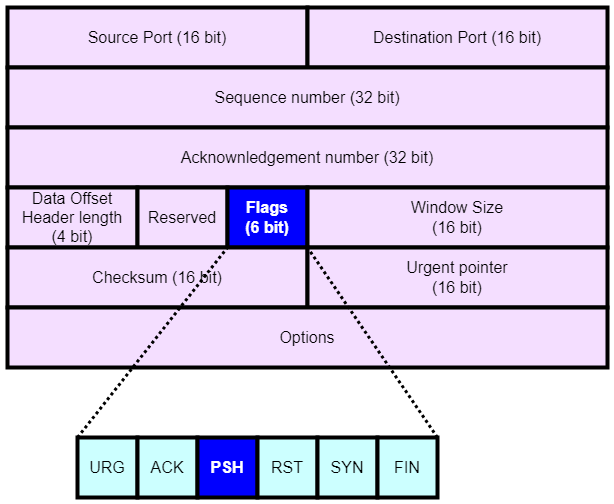 Source Port (16 bit)
Destination Port (16 bit)
Sequence number (32 bit)
Acknownledgement number (32 bit)
Data Offset
Header length
(4 bit)
Reserved
Flags
(6 bit)
Window Size
(16 bit)
Checksum (16 bit)
Urgent pointer
(16 bit)
Options
URG
ACK
PSH
RST
SYN
FIN